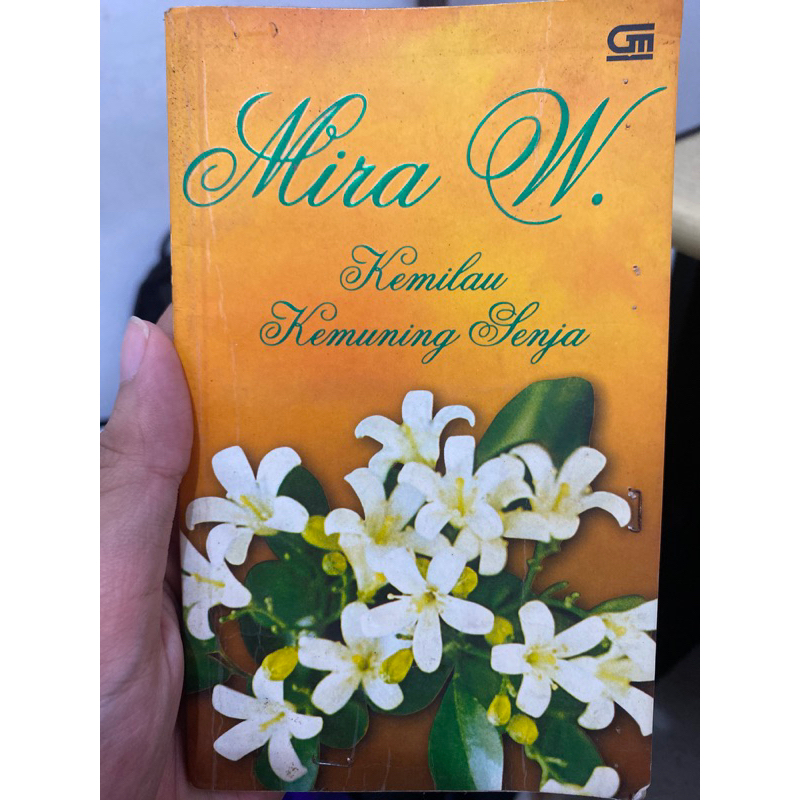 GM
Mira W.
Kemilau
Kemuning Senja